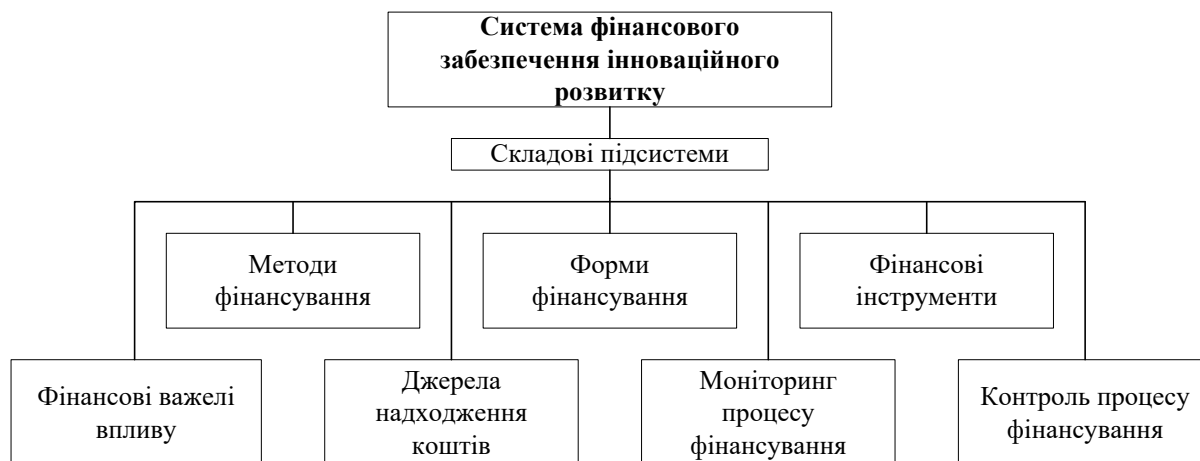 Система фінансового
забезпечення інноваційного
розвитку
Складові підсистеми
Методи
фінансування
Форми
фінансування
Фінансові
інструменти
Фінансові важелі
впливу
Джерела
надходження
коштів
Моніторинг
процесу
фінансування
Контроль процесу
фінансування